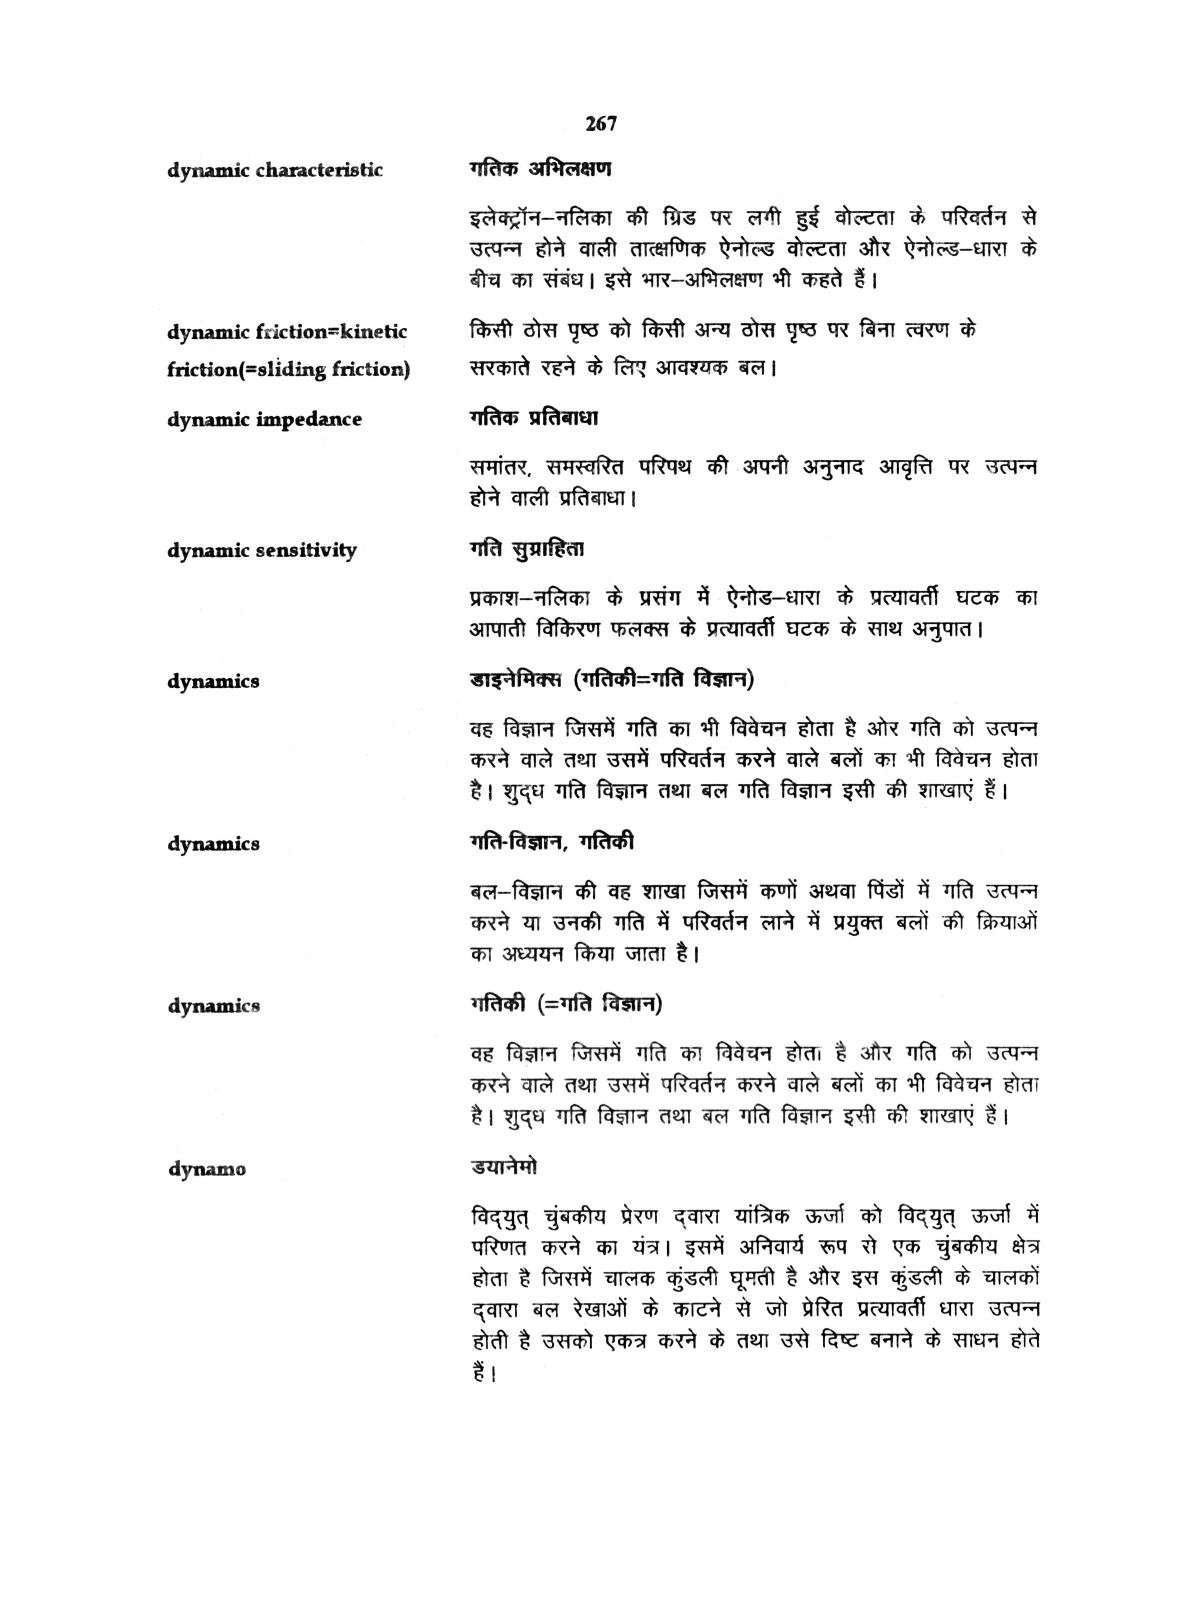 267
dynamic characteristic गतिक अभिलक्षण
इलेक्ट्रॉन–नलिका की ग्रिड पर लगी हुई वोल्टता के परिवर्तन से
उत्पन्न होने वाली तात्क्षणिक ऐनोल्ड वोल्टता और ऐनोल्ड–धारा के
बीच का संबंध। इसे भार–अभिलक्षण भी कहते हैं।
dynamic friction=kinetic किसी ठोस पृष्ठ को किसी अन्य ठोस पृष्ठ पर बिना त्वरण के
friction(=sliding friction) सरकाते रहने के लिए आवश्यक बल।
dynamic impedance गतिक प्रतिबाधा
समांतर, समस्वरित परिपथ की अपनी अनुनाद आवृत्ति पर उत्पन्न
होने वाली प्रतिबाधा।
dynamic sensitivity गति सुग्राहिता
प्रकाश–नलिका के प्रसंग में ऐनोड–धारा के प्रत्यावर्ती घटक का
आपाती विकिरण फलक्स के प्रत्यावर्ती घटक के साथ अनुपात।
dynamics डाइनेमिक्स (गतिकी=गति विज्ञान)
वह विज्ञान जिसमें गति का भी विवेचन होता है ओर गति को उत्पन्न
करने वाले तथा उसमें परिवर्तन करने वाले बलों का भी विवेचन होता
है। शुद्ध गति विज्ञान तथा बल गति विज्ञान इसी की शाखाएं हैं।
dynamics गति-विज्ञान, गतिकी
बल–विज्ञान की वह शाखा जिसमें कणों अथवा पिंडों में गति उत्पन्न
करने या उनकी गति में परिवर्तन लाने में प्रयुक्त बलों की क्रियाओं
का अध्ययन किया जाता है।
dynamics गतिकी (=गति विज्ञान)
वह विज्ञान जिसमें गति का विवेचन होता है और गति को उत्पन्न
करने वाले तथा उसमें परिवर्तन करने वाले बलों का भी विवेचन होता
है। शुद्ध गति विज्ञान तथा बल गति विज्ञान इसी की शाखाएं हैं।
dynamo डयानेमो
विद्युत् चुंबकीय प्रेरण द्वारा यांत्रिक ऊर्जा को विद्युत् ऊर्जा में
परिणत करने का यंत्र। इसमें अनिवार्य रूप से एक चुंबकीय क्षेत्र
होता है जिसमें चालक कुंडली घूमती है और इस कुंडली के चालकों
द्वारा बल रेखाओं के काटने से जो प्रेरित प्रत्यावर्ती धारा उत्पन्न
होती है उसको एकत्र करने के तथा उसे दिष्ट बनाने के साधन होते
हैं।